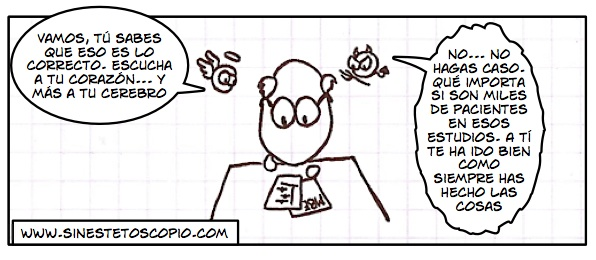 VAMOS, TÚ SABES
QUE ESO ES LO
CORRECTO. ESCUCHA
A TU CORAZÓN... Y
MÁS A TU CEREBRO
NO... NO
HAGAS CASO.
QUÉ IMPORTA
SI SON MILES
DE PACIENTES
EN ESOS
ESTUDIOS. A TÍ
TE HA IDO BIEN
COMO
SIEMPRE HAS
HECHO LAS
COSAS
MBE
WWW.SINESTETOSCOPIO.COM